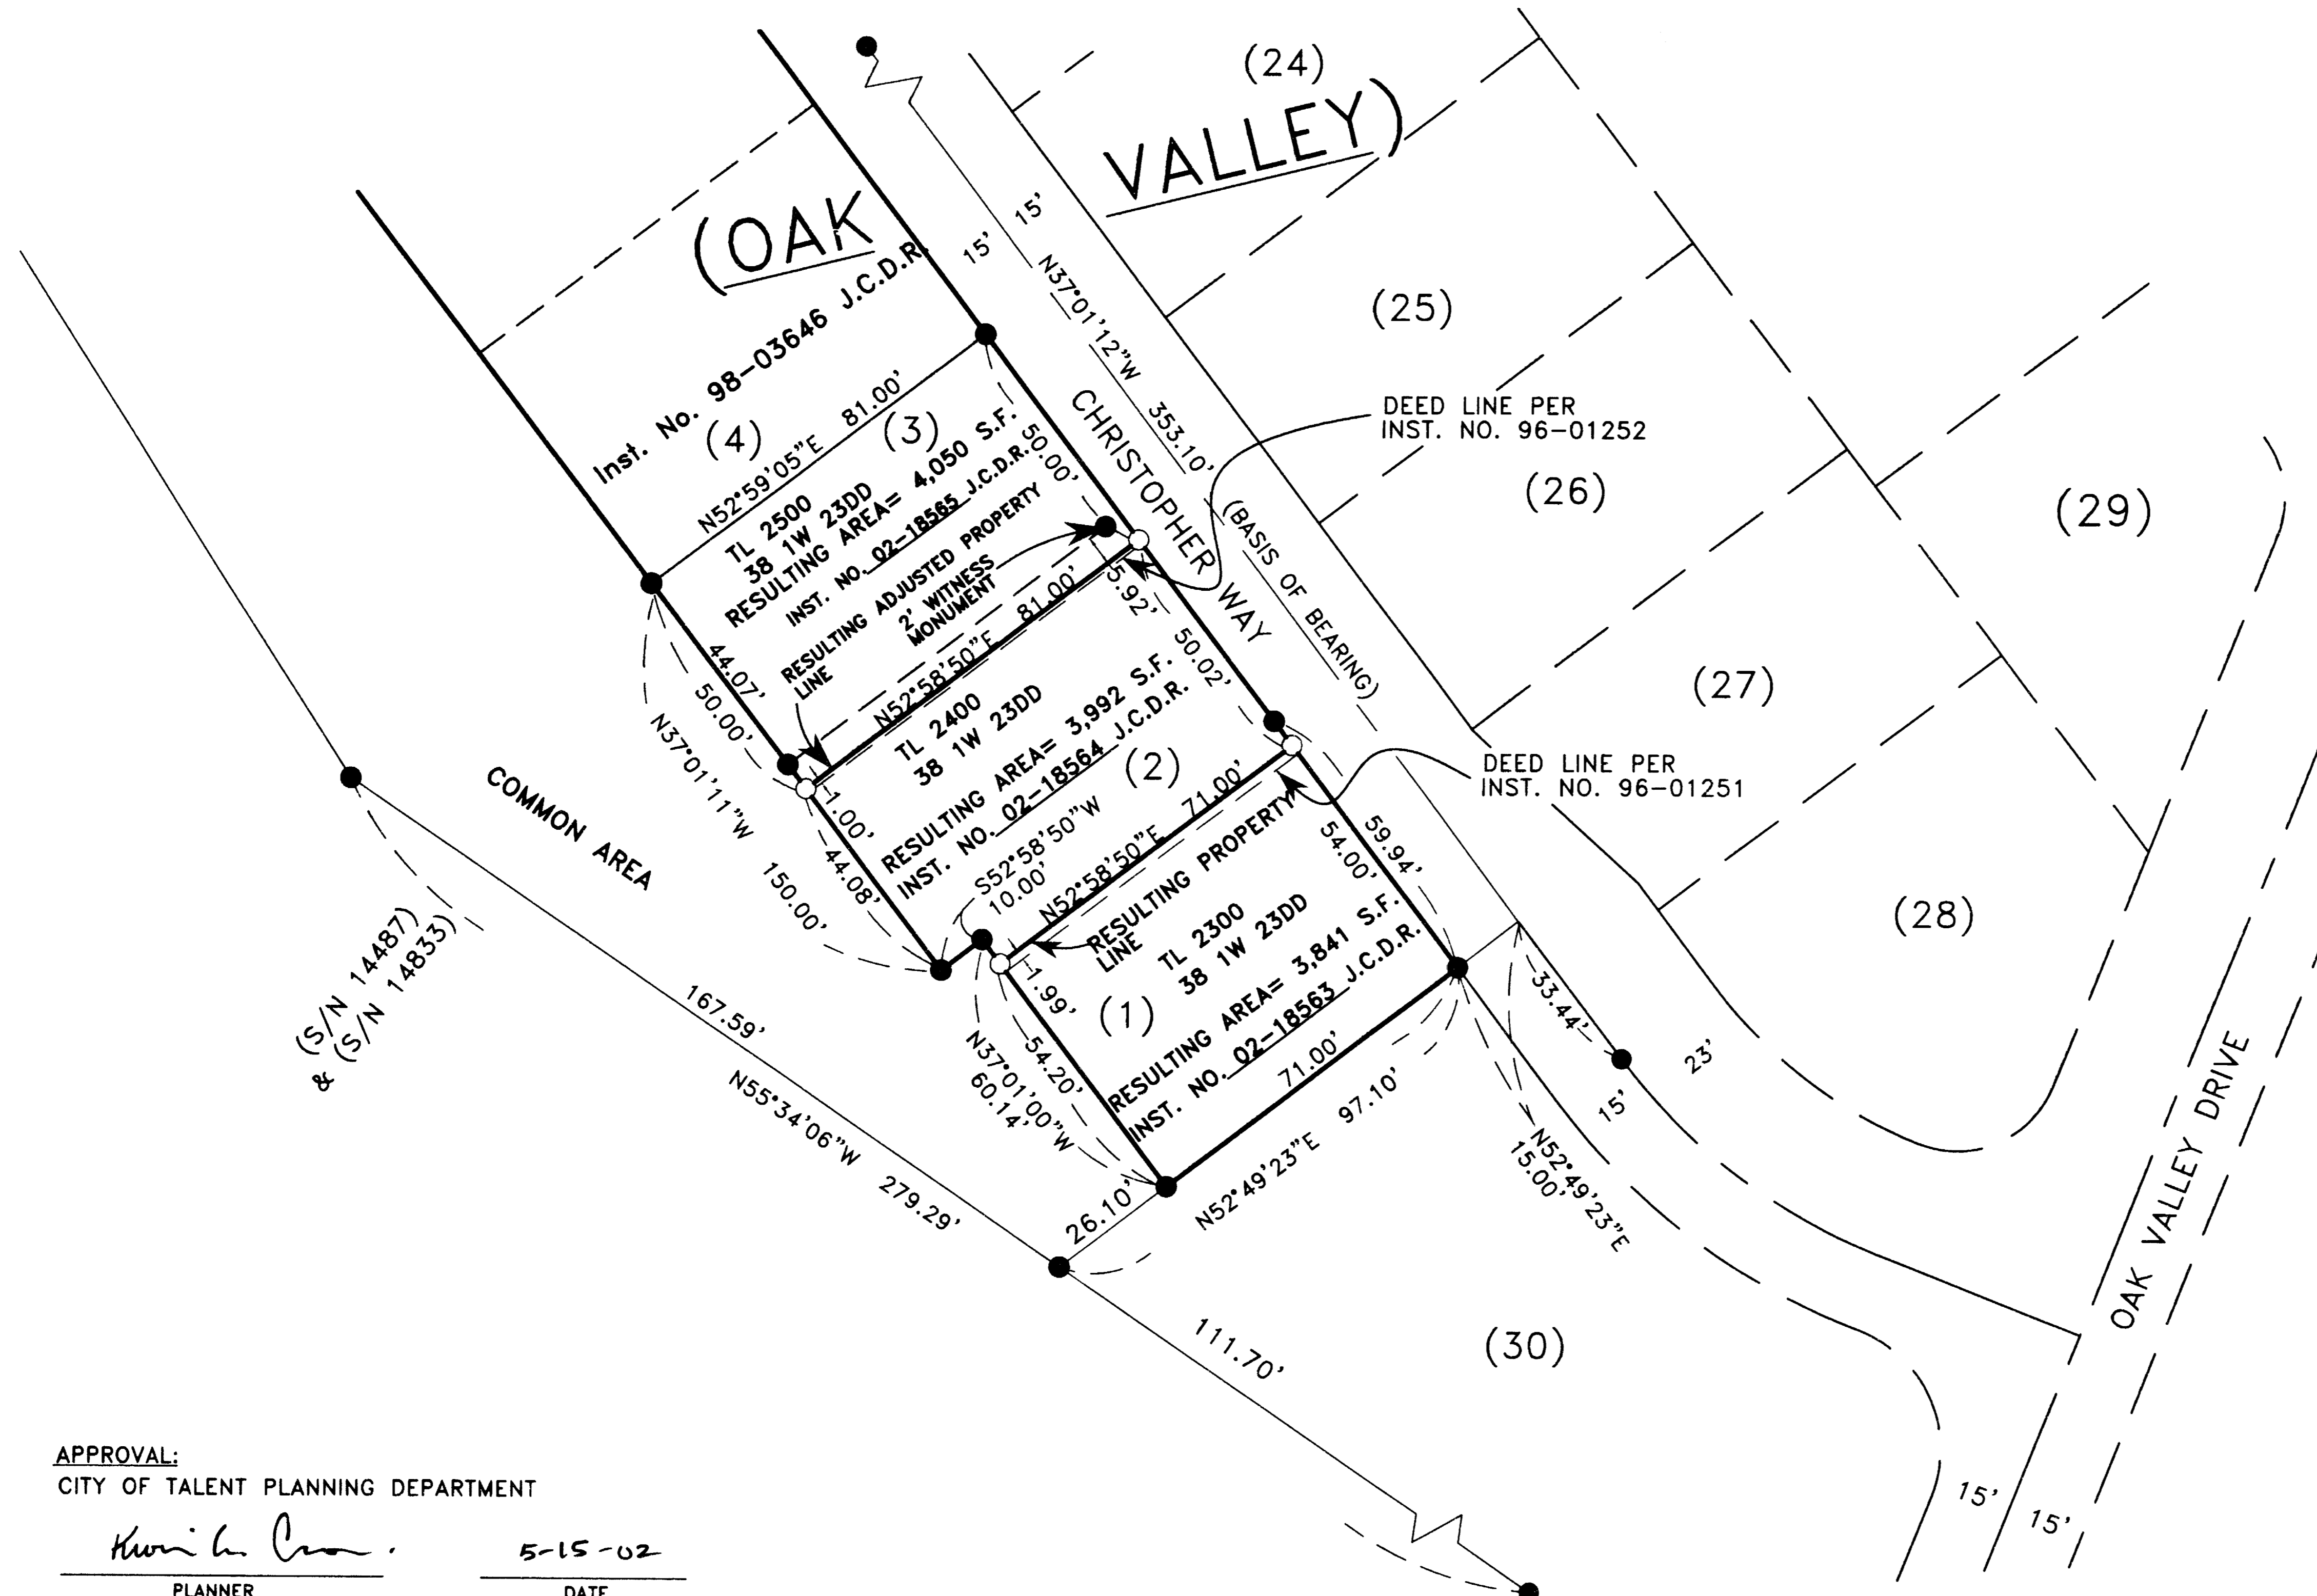 (24)
(OAK VALLEY)
15'
15'
N37°01'12"W 353.10'
(BASIS OF BEARING)
CHRISTOPHER WAY
(25)
DEED LINE PER
INST. NO. 96-01252
(26)
(29)
(27)
DEED LINE PER
INST. NO. 96-01251
(28)
Inst. No. 98-03646 J.C.D.R.
(4)
N52°59'05"E 81.00'
(3)
TL 2500
38 1W 23DD
RESULTING AREA= 4,050 S.F.
INST. NO. 02-18565 J.C.D.R.
RESULTING ADJUSTED PROPERTY
LINE
2' WITNESS
MONUMENT
50.00'
5.92'
N52°58'50"E 81.00'
44.07'
50.00'
N37°01'11"W 150.00'
1.00'
44.08'
TL 2400
38 1W 23DD
RESULTING AREA= 3,992 S.F.
INST. NO. 02-18564 J.C.D.R.
(2)
50.02'
S52°58'50"W
10.00'
N52°58'50"E 71.00'
RESULTING PROPERTY
LINE
TL 2300
38 1W 23DD
RESULTING AREA= 3,841 S.F.
INST. NO. 02-18563 J.C.D.R.
(1)
59.94'
54.00'
1.99'
54.20'
N37°01'00"W
60.14'
71.00'
N52°49'23"E 97.10'
26.10'
33.44'
15'
23'
N52°49'23"E
15.00'
COMMON AREA
(S/N 14487)
& (S/N 14833)
167.59'
N55°34'06"W 279.29'
111.70'
(30)
OAK VALLEY DRIVE
15'
15'
APPROVAL:
CITY OF TALENT PLANNING DEPARTMENT
5-15-02
PLANNER
DATE